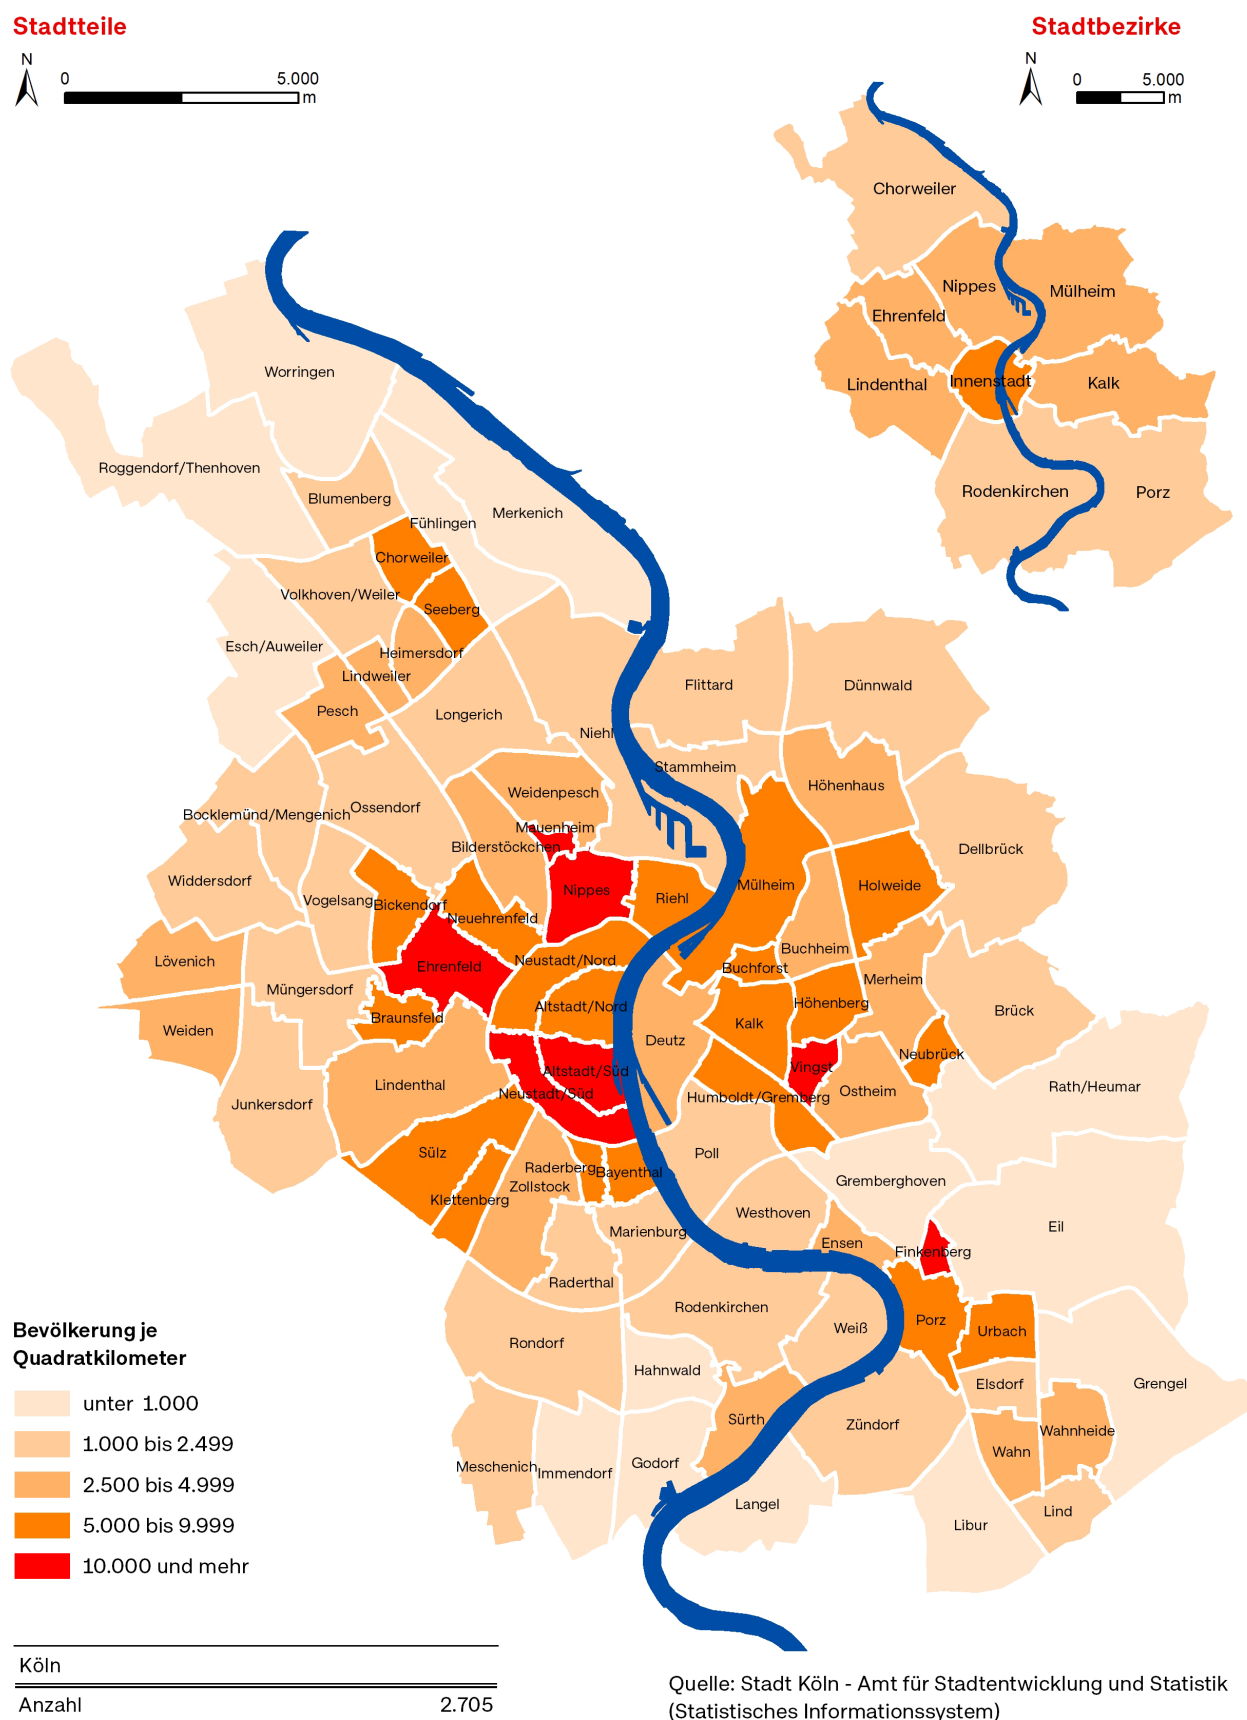 Stadtteile
N
0 5.000
m
Stadtbezirke
N
0 5.000
m
Chorweiler
Nippes
Mülheim
Ehrenfeld
Lindenthal
Innenstadt
Kalk
Rodenkirchen
Porz
Worringen
Roggendorf/Thenhoven
Blumenberg
Fühlingen
Merkenich
Chorweiler
Volkhoven/Weiler
Seeberg
Esch/Auweiler
Heimersdorf
Lindweiler
Pesch
Longerich
Niehl
Flittard
Dünnwald
Stammheim
Höhenhaus
Weidenpesch
Ossendorf
Bocklemünd/Mengenich
Mauenheim
Bilderstöckchen
Dellbrück
Widdersdorf
Vogelsang
Bickendorf
Nippes
Riehl
Mülheim
Holweide
Neuehrenfeld
Buchheim
Lövenich
Ehrenfeld
Neustadt/Nord
Buchforst
Merheim
Müngersdorf
Altstadt/Nord
Höhenberg
Brück
Weiden
Braunsfeld
Deutz
Kalk
Neubrück
Lindenthal
Altstadt/Süd
Vingst
Rath/Heumar
Junkersdorf
Neustadt/Süd
Humboldt/Gremberg
Ostheim
Sülz
Raderberg
Bayenthal
Poll
Zollstock
Klettenberg
Gremberghoven
Marienburg
Westhoven
Ensen
Eil
Finkenberg
Raderthal
Rodenkirchen
Weiß
Porz
Urbach
Rondorf
Hahnwald
Elsdorf
Grengel
Sürth
Zündorf
Wahnheide
Wahn
Meschenich
Immendorf
Godorf
Langel
Lind
Libur
Bevölkerung je
Quadratkilometer
unter 1.000
1.000 bis 2.499
2.500 bis 4.999
5.000 bis 9.999
10.000 und mehr
Köln
Anzahl 2.705
Quelle: Stadt Köln - Amt für Stadtentwicklung und Statistik
(Statistisches Informationssystem)